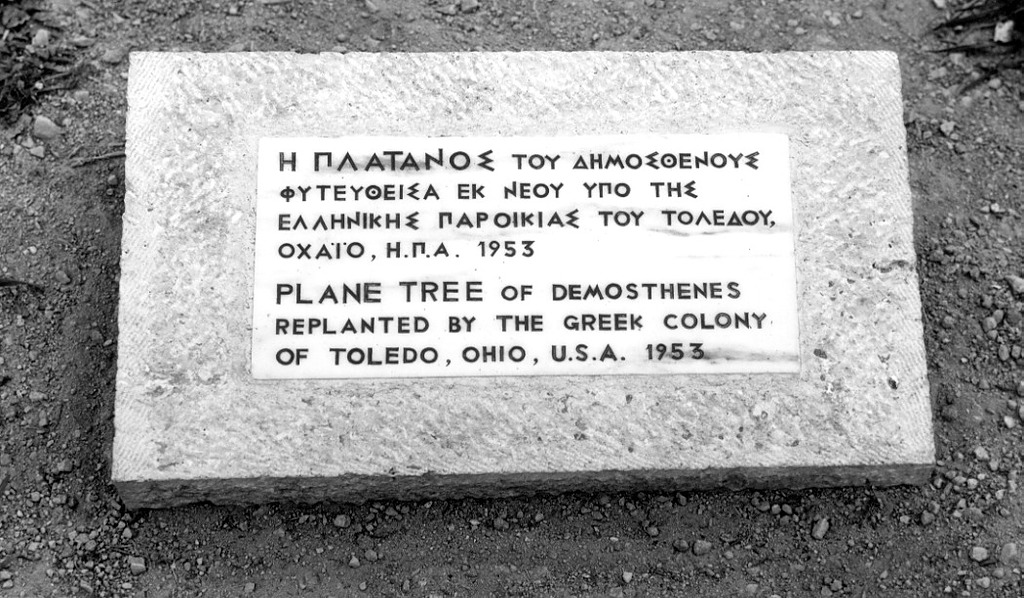 Η ΠΛΑΤΑΝΟΣ ΤΟΥ ΔΗΜΟΣΘΕΝΟΥΣ
ΦΥΤΕΥΘΕΙΣΑ ΕΚ ΝΕΟΥ ΥΠΟ ΤΗΣ
ΕΛΛΗΝΙΚΗΣ ΠΑΡΟΙΚΙΑΣ ΤΟΥ ΤΟΛΕΔΟΥ,
ΟΧΑΪΟ, Η.Π.Α. 1953
PLANE TREE OF DEMOSTHENES
REPLANTED BY THE GREEK COLONY
OF TOLEDO, OHIO, U.S.A. 1953